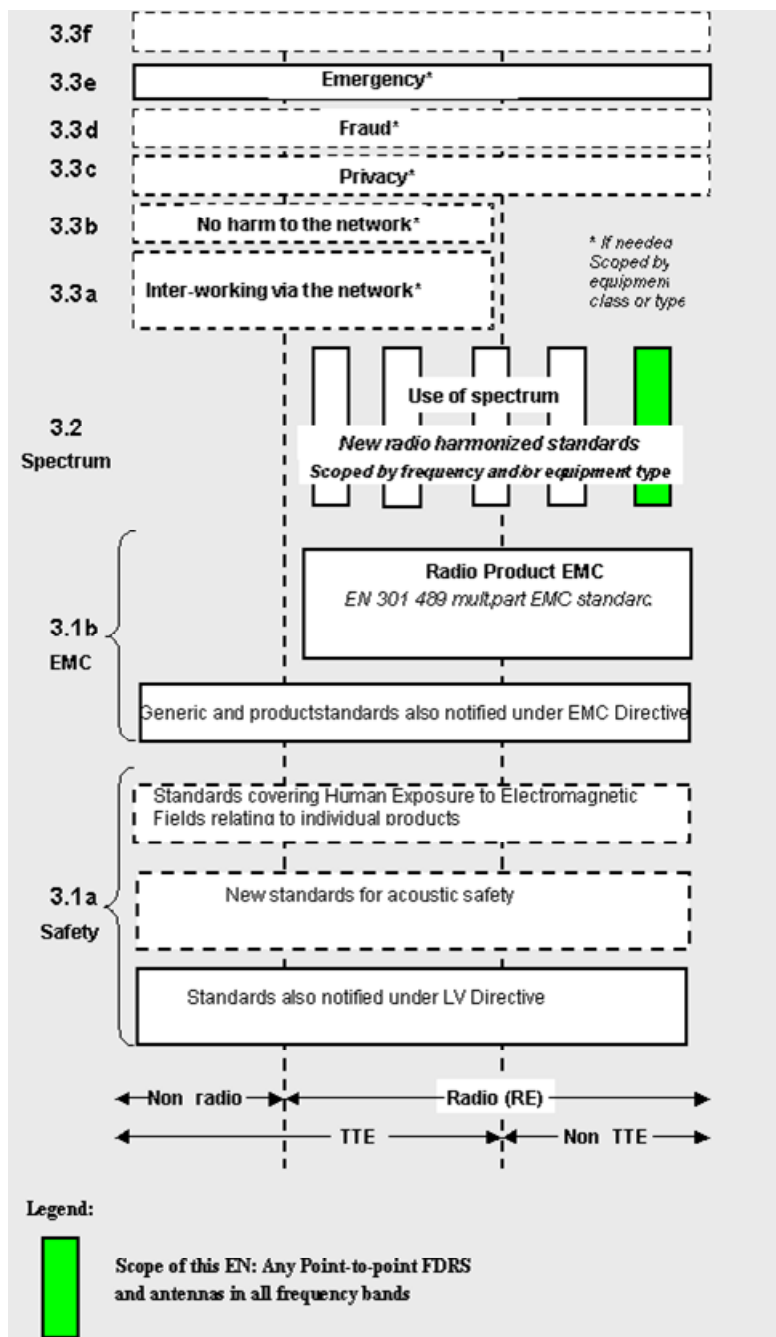 3.3f
3.3e
Emergency*
3.3d
Fraud*
3.3c
Privacy*
3.3b
No harm to the network*
3.3a
Inter-working via the network*
* If needed
Scoped by
equipment
class or type
3.2
Spectrum
Use of spectrum
New radio harmonized standards
Scoped by frequency and/or equipment type
3.1b
EMC
Radio Product EMC
EN 301 489 multpart EMC standarc
Generic and productstandards also notified under EMC Directive
3.1a
Safety
Standards covering Human Exposure to Electromagnetic
Fields relating to individual products
New standards for acoustic safety
Standards also notified under LV Directive
Non radio
Radio (RE)
TTE
Non TTE
Legend:
Scope of this EN: Any Point-to-point FDRS
and antennas in all frequency bands